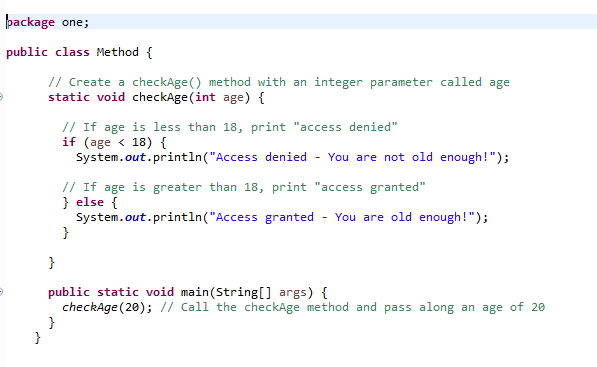 package one;
public class Method {
// Create a checkAge() method with an integer parameter called age
static void checkAge(int age) {
// If age is less than 18, print "access denied"
if (age < 18) {
System.out.println("Access denied - You are not old enough!");
// If age is greater than 18, print "access granted"
} else {
System.out.println("Access granted - You are old enough!");
}
}
public static void main(String[] args) {
checkAge(20); // Call the checkAge method and pass along an age of 20
}
}